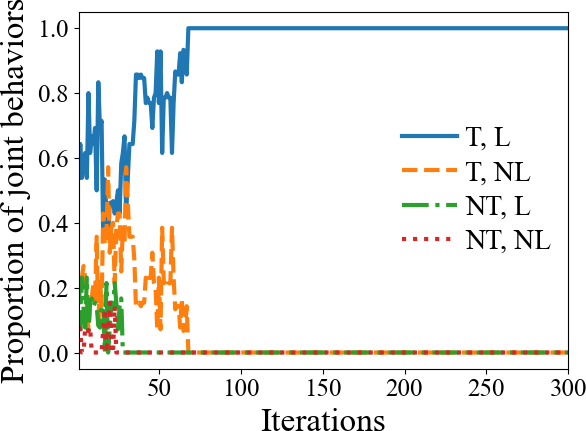 Proportion of joint behaviors
1.0
0.8
0.6
0.4
0.2
0.0
T, L
T, NL
NT, L
NT, NL
50 100 150 200 250 300
Iterations